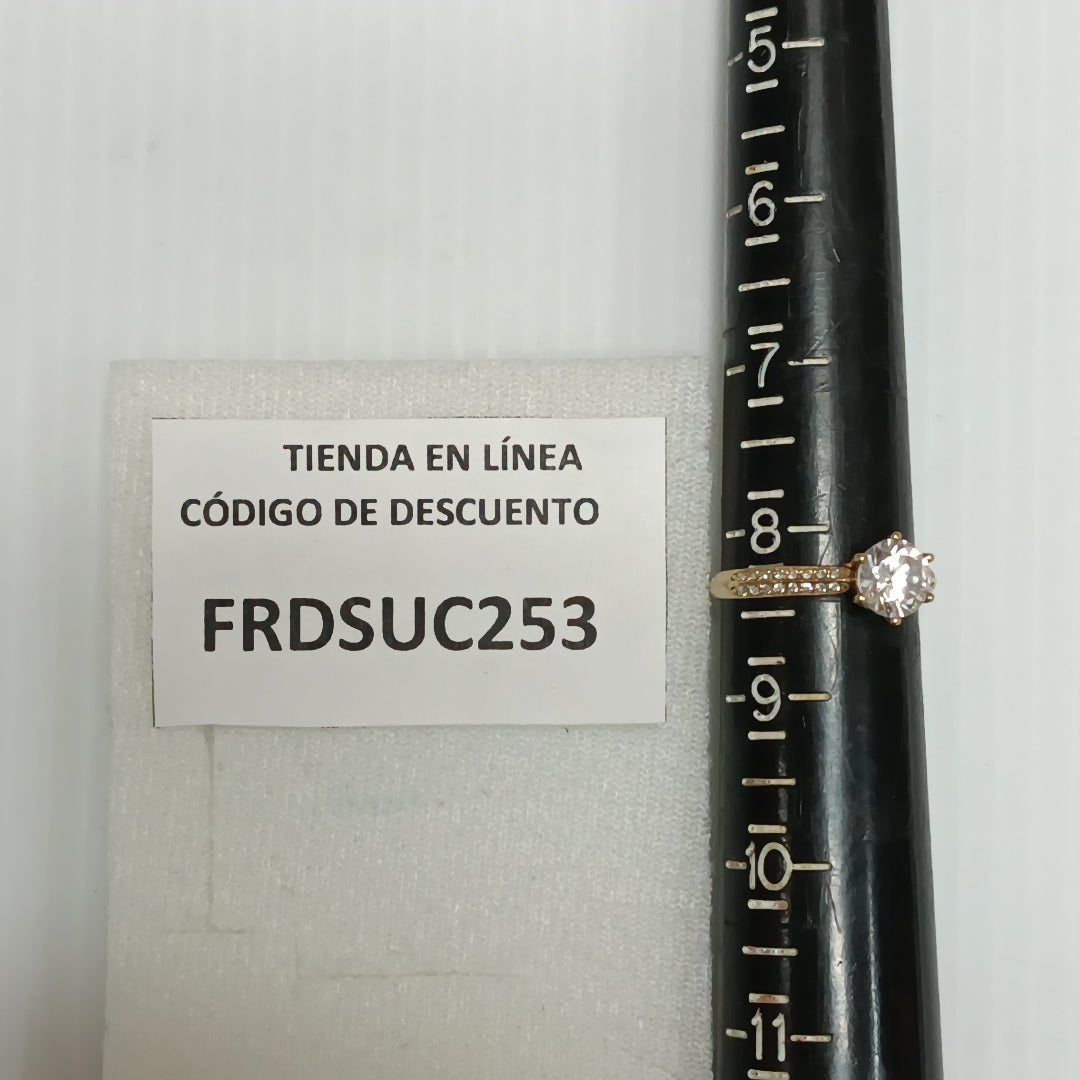 TIENDA EN LÍNEA
CÓDIGO DE DESCUENTO
FRDSUC253
5
6
7
8
9
10
11